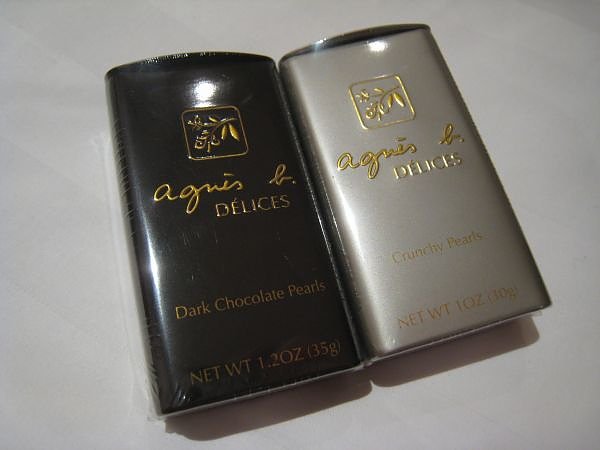 agnès b.
DÉLICES
Dark Chocolate Pearls
NET WT 1.2OZ (35g)
agnès b.
DÉLICES
Crunchy Pearls
NET WT 1OZ (30g)